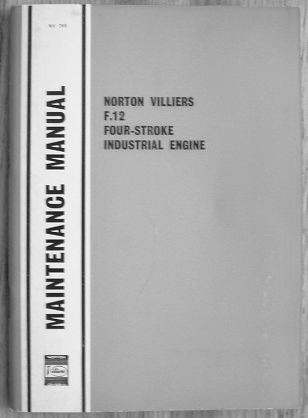 NORTON VILLIERS
F.12
FOUR-STROKE
INDUSTRIAL ENGINE
MAINTENANCE MANUAL